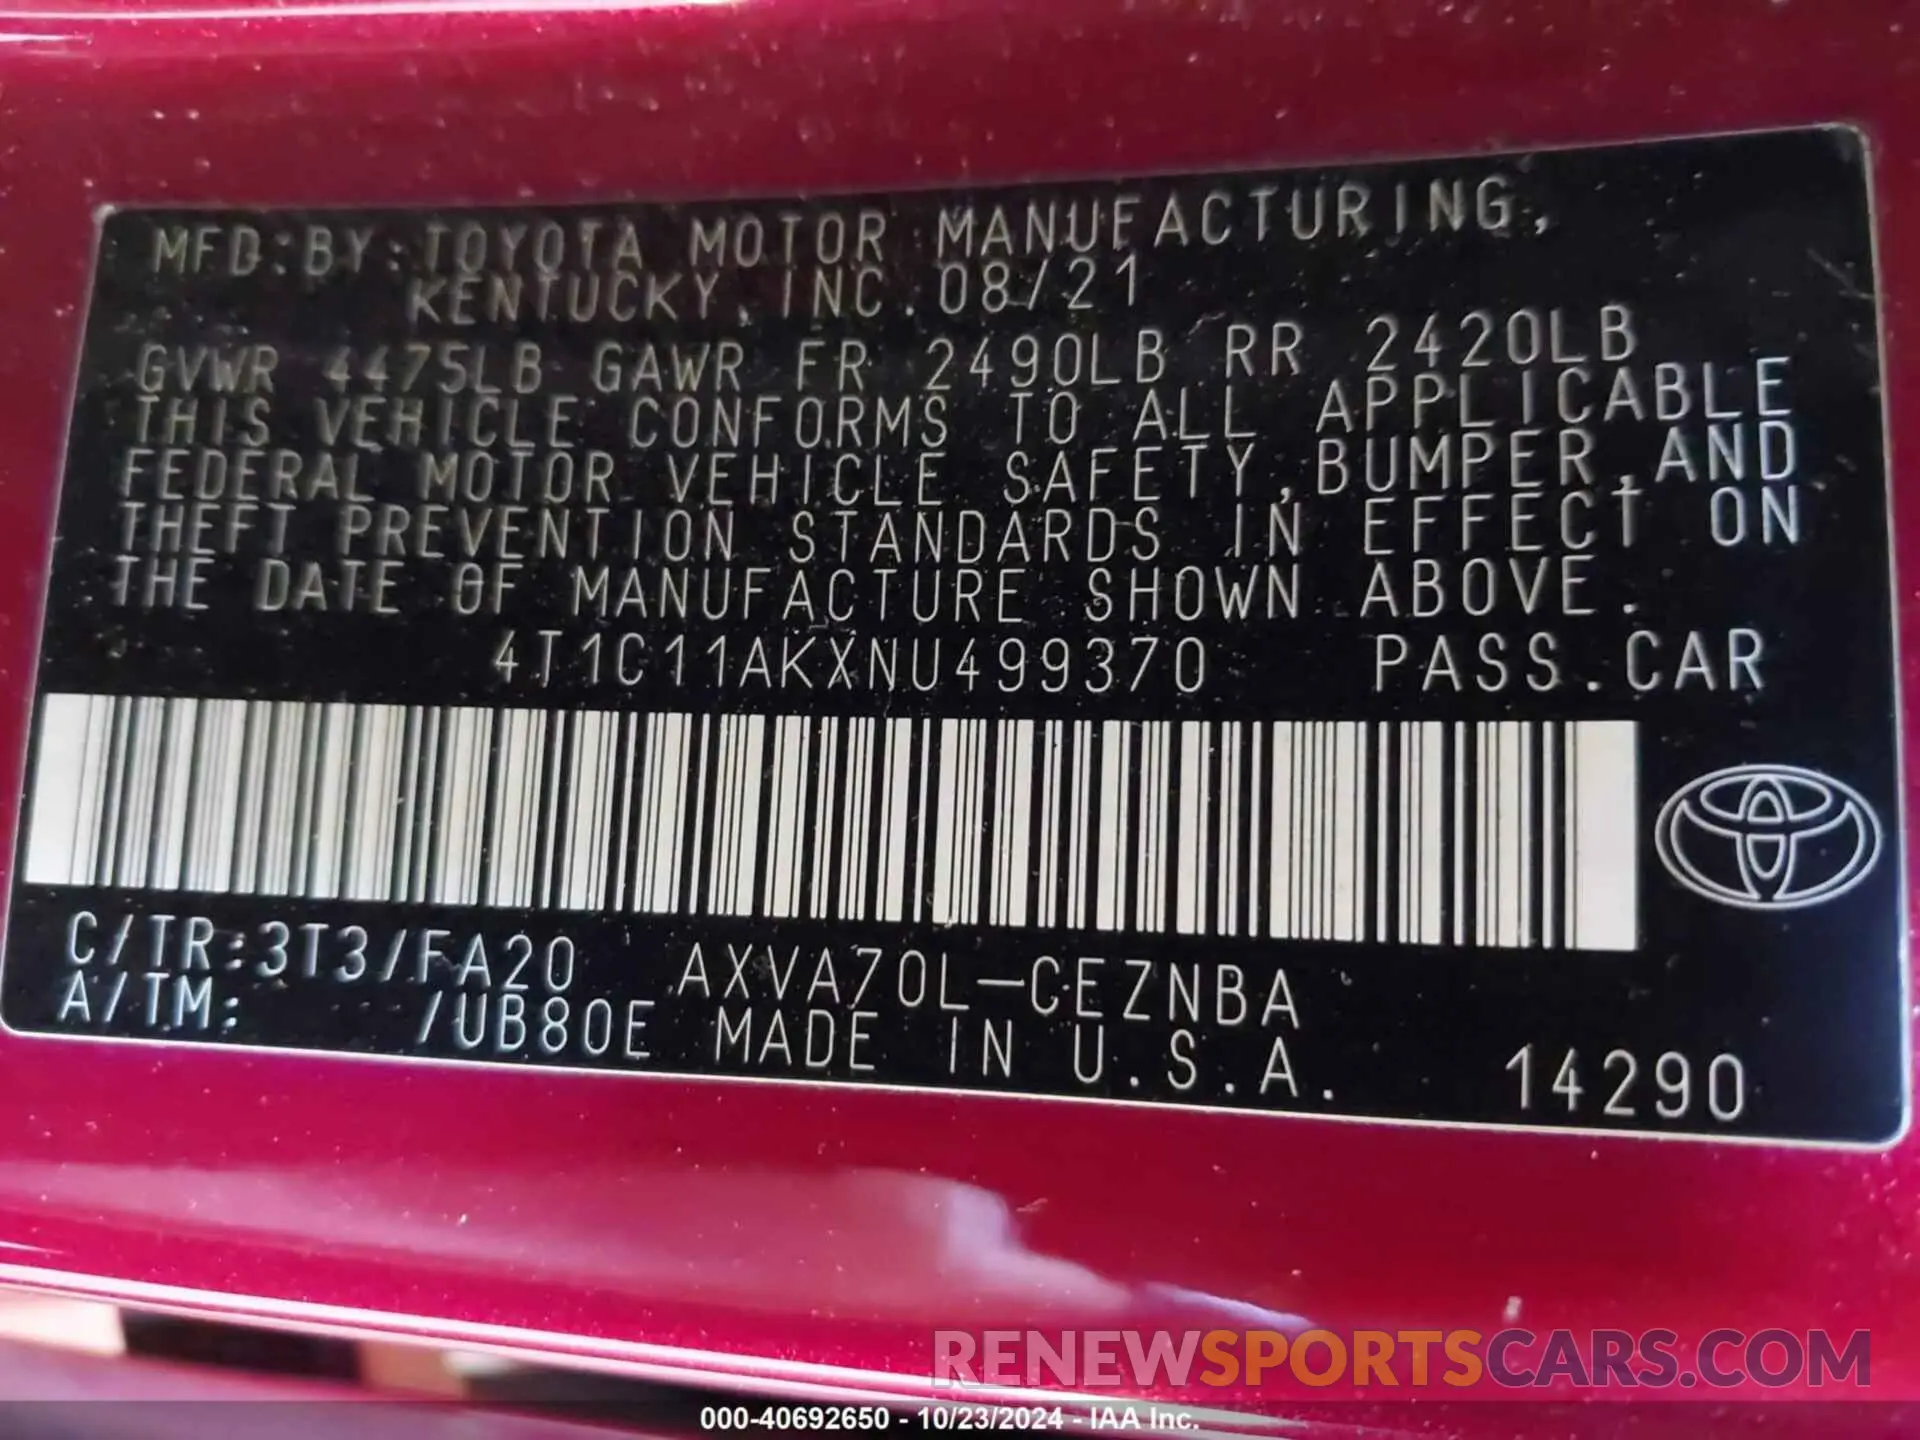 MFD.BY:TOYOTA MOTOR MANUFACTURING,
KENTUCKY, INC. 08/21
GVWR 4475LB GAWR FR 2490LB RR 2420LB
THIS VEHICLE CONFORMS TO ALL APPLICABLE
FEDERAL MOTOR VEHICLE SAFETY, BUMPER, AND
THEFT PREVENTION STANDARDS IN EFFECT ON
THE DATE OF MANUFACTURE SHOWN ABOVE.
4T1C11AKXNU499370 PASS.CAR
C/TR:3T3/FA20 AXVA70L-CEZNBA
A/TM: /UB80E MADE IN U.S.A. 14290
RENEWSPORTSCARS.COM
000-40692650 - 10/23/2024 - IAA Inc.